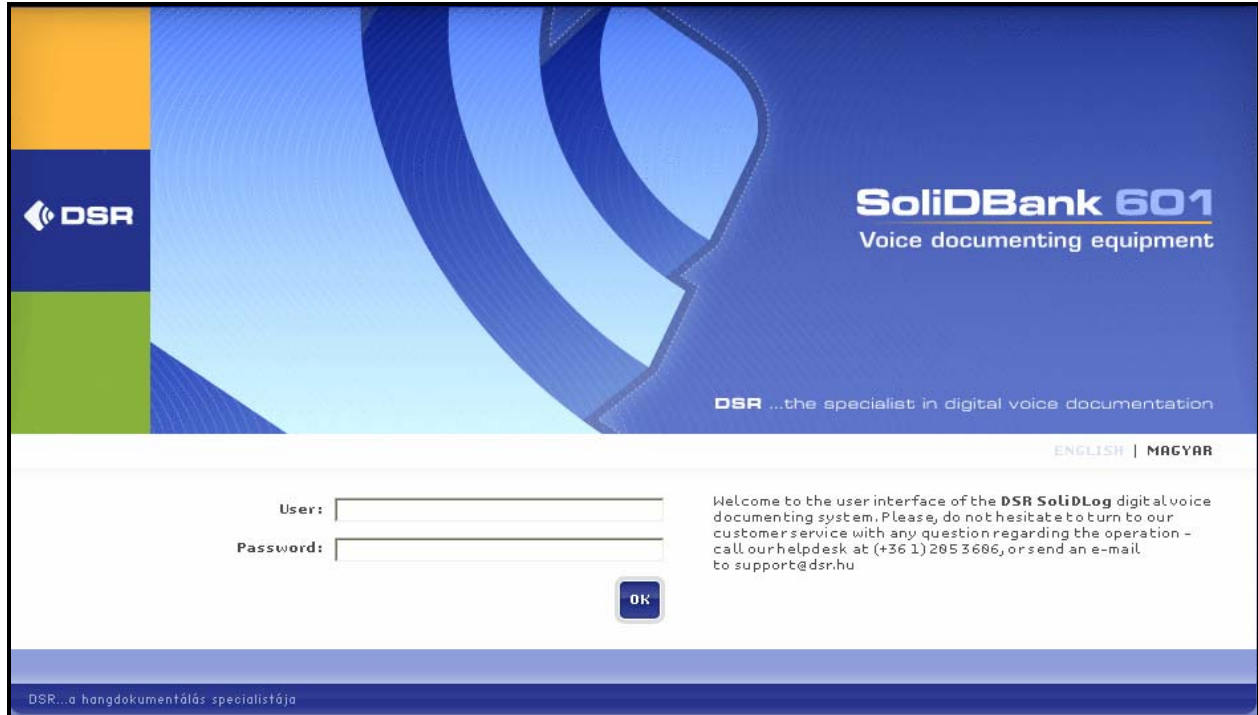 DSR
SoliDBank 601
Voice documenting equipment
DSR ...the specialist in digital voice documentation
ENGLISH | MAGYAR
User:
Password:
OK
Welcome to the user interface of the DSR SoliDLog digital voice
documenting system. Please, do not hesitate to turn to our
customer service with any question regarding the operation -
call our helpdesk at (+36 1) 205 3606, or send an e-mail
to support@dsr.hu
DSR...a hangdokumentálás specialistája